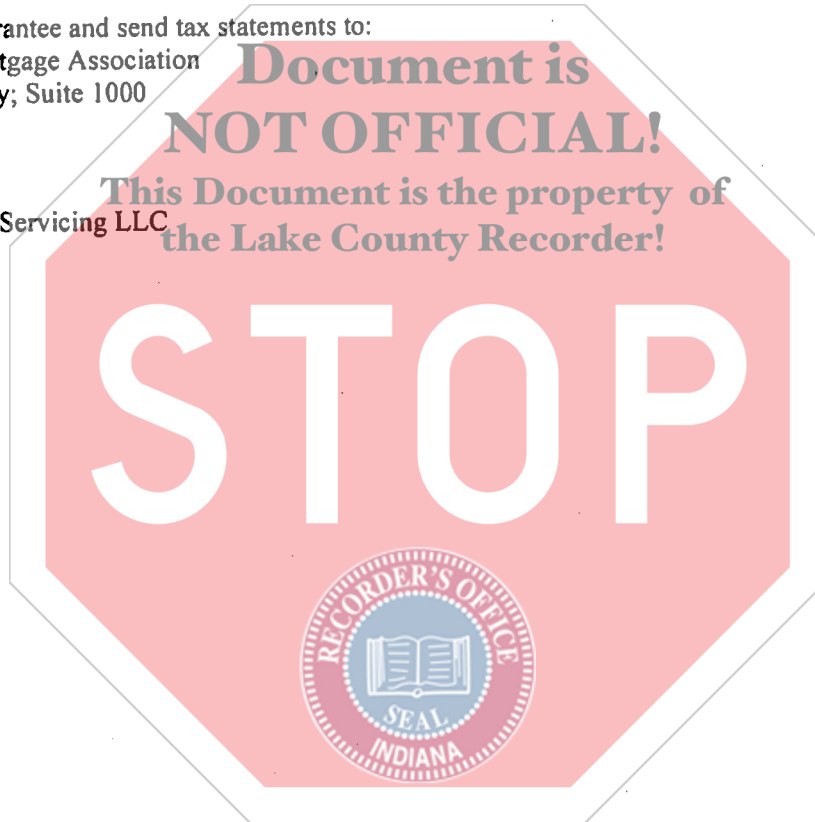 rantee and send tax statements to:
tgage Association
y; Suite 1000
Servicing LLC
Document is
NOT OFFICIAL!
This Document is the property of
the Lake County Recorder!
STOP
RECORDER'S OFFICE
SEAL
INDIANA